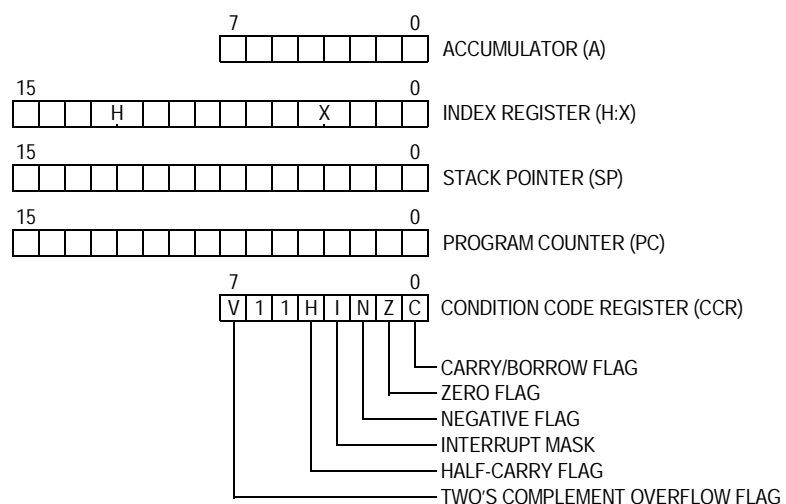 7 0
ACCUMULATOR (A)
15 0
H X INDEX REGISTER (H:X)
15 0
STACK POINTER (SP)
15 0
PROGRAM COUNTER (PC)
7 0
V 1 1 H I N Z C CONDITION CODE REGISTER (CCR)
CARRY/BORROW FLAG
ZERO FLAG
NEGATIVE FLAG
INTERRUPT MASK
HALF-CARRY FLAG
TWO'S COMPLEMENT OVERFLOW FLAG